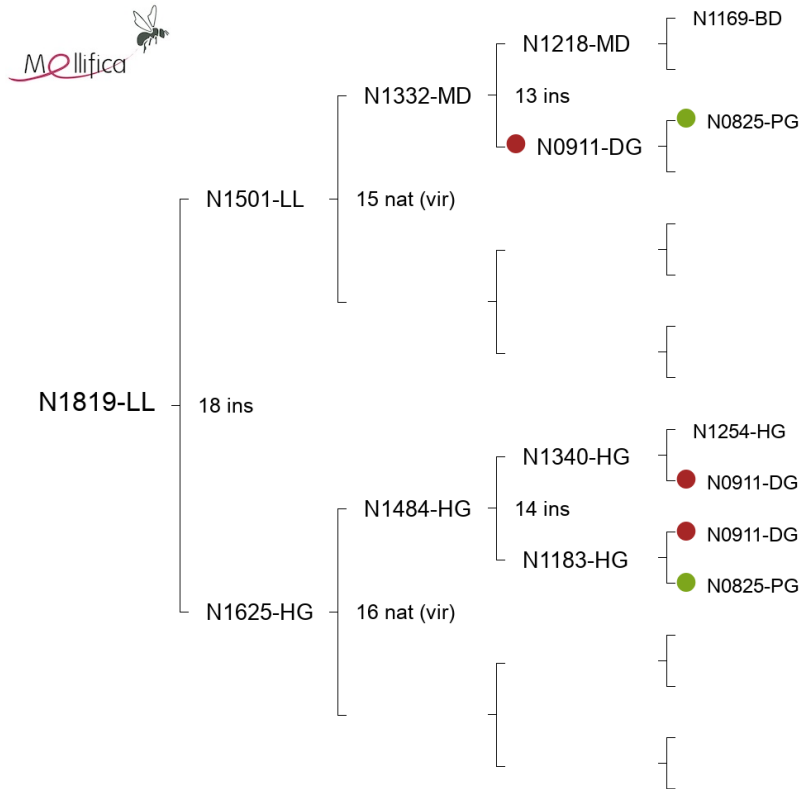 Mellifica
N1169-BD
N1218-MD
N1332-MD
13 ins
N0825-PG
N0911-DG
N1501-LL
15 nat (vir)
N1819-LL
18 ins
N1254-HG
N1340-HG
N0911-DG
N1484-HG
14 ins
N0911-DG
N1183-HG
N0825-PG
N1625-HG
16 nat (vir)